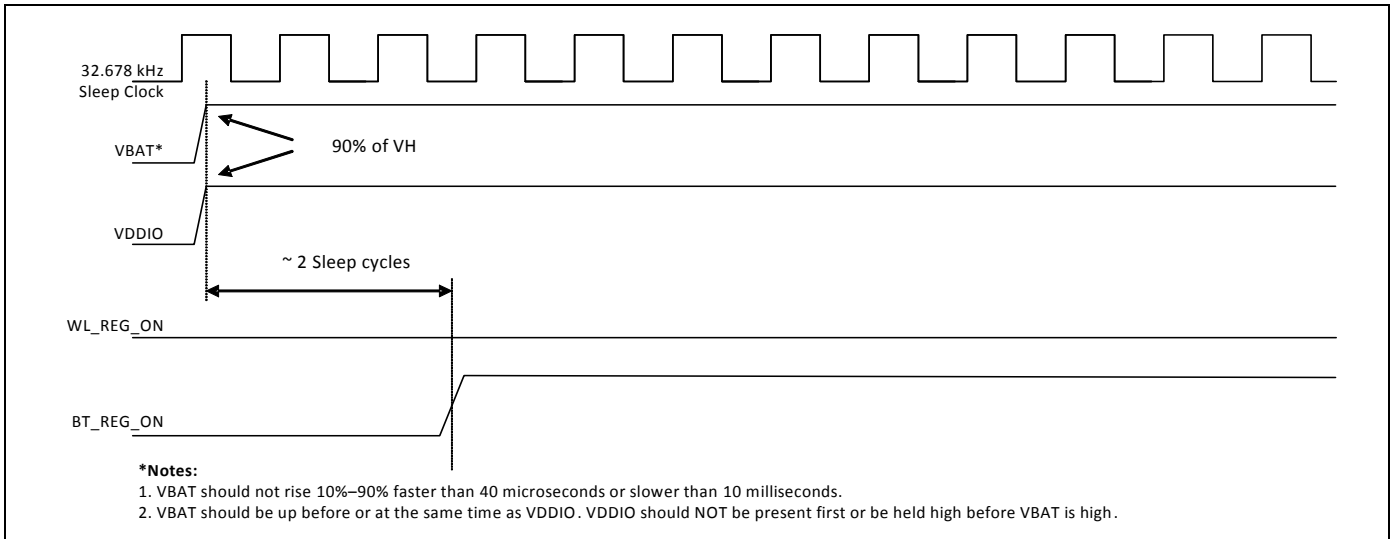 32.678 kHz
Sleep Clock
VBAT*
90% of VH
VDDIO
~ 2 Sleep cycles
WL_REG_ON
BT_REG_ON
*Notes:
1. VBAT should not rise 10%–90% faster than 40 microseconds or slower than 10 milliseconds.
2. VBAT should be up before or at the same time as VDDIO. VDDIO should NOT be present first or be held high before VBAT is high.